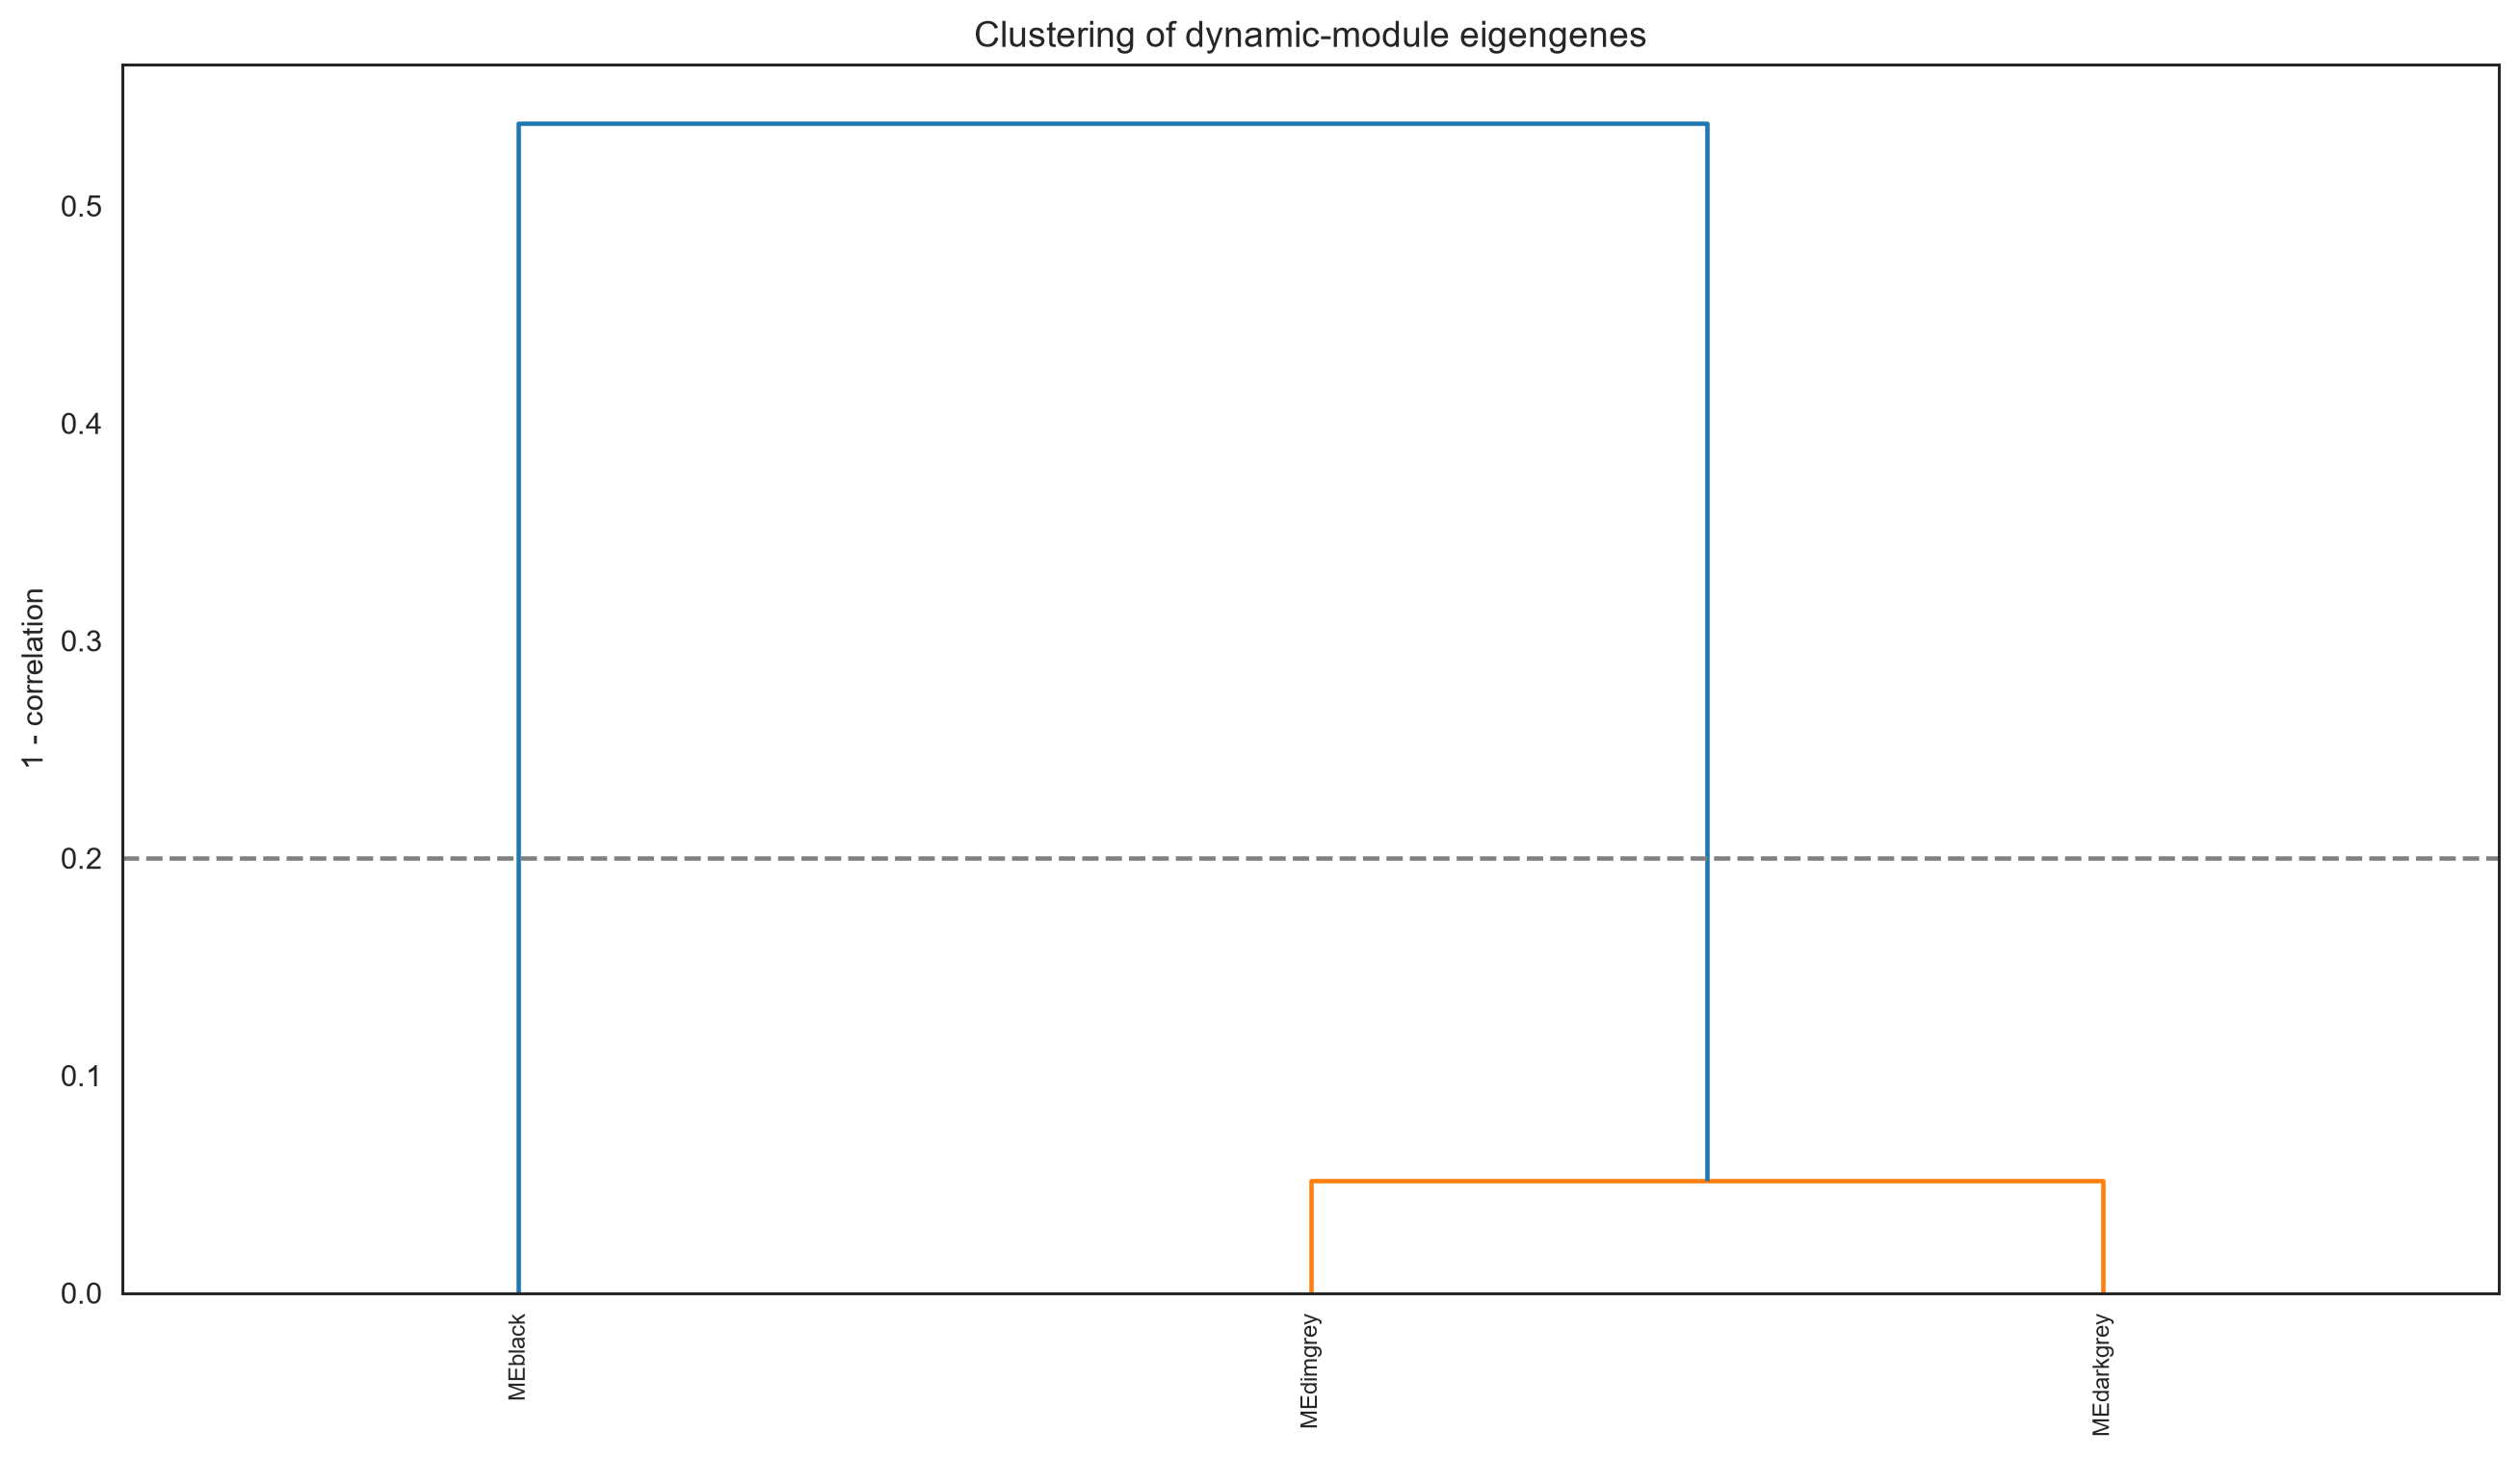 Clustering of dynamic-module eigengenes
1 - correlation
0.5
0.4
0.3
0.2
0.1
0.0
MEblack
MEdimgrey
MEdarkgrey